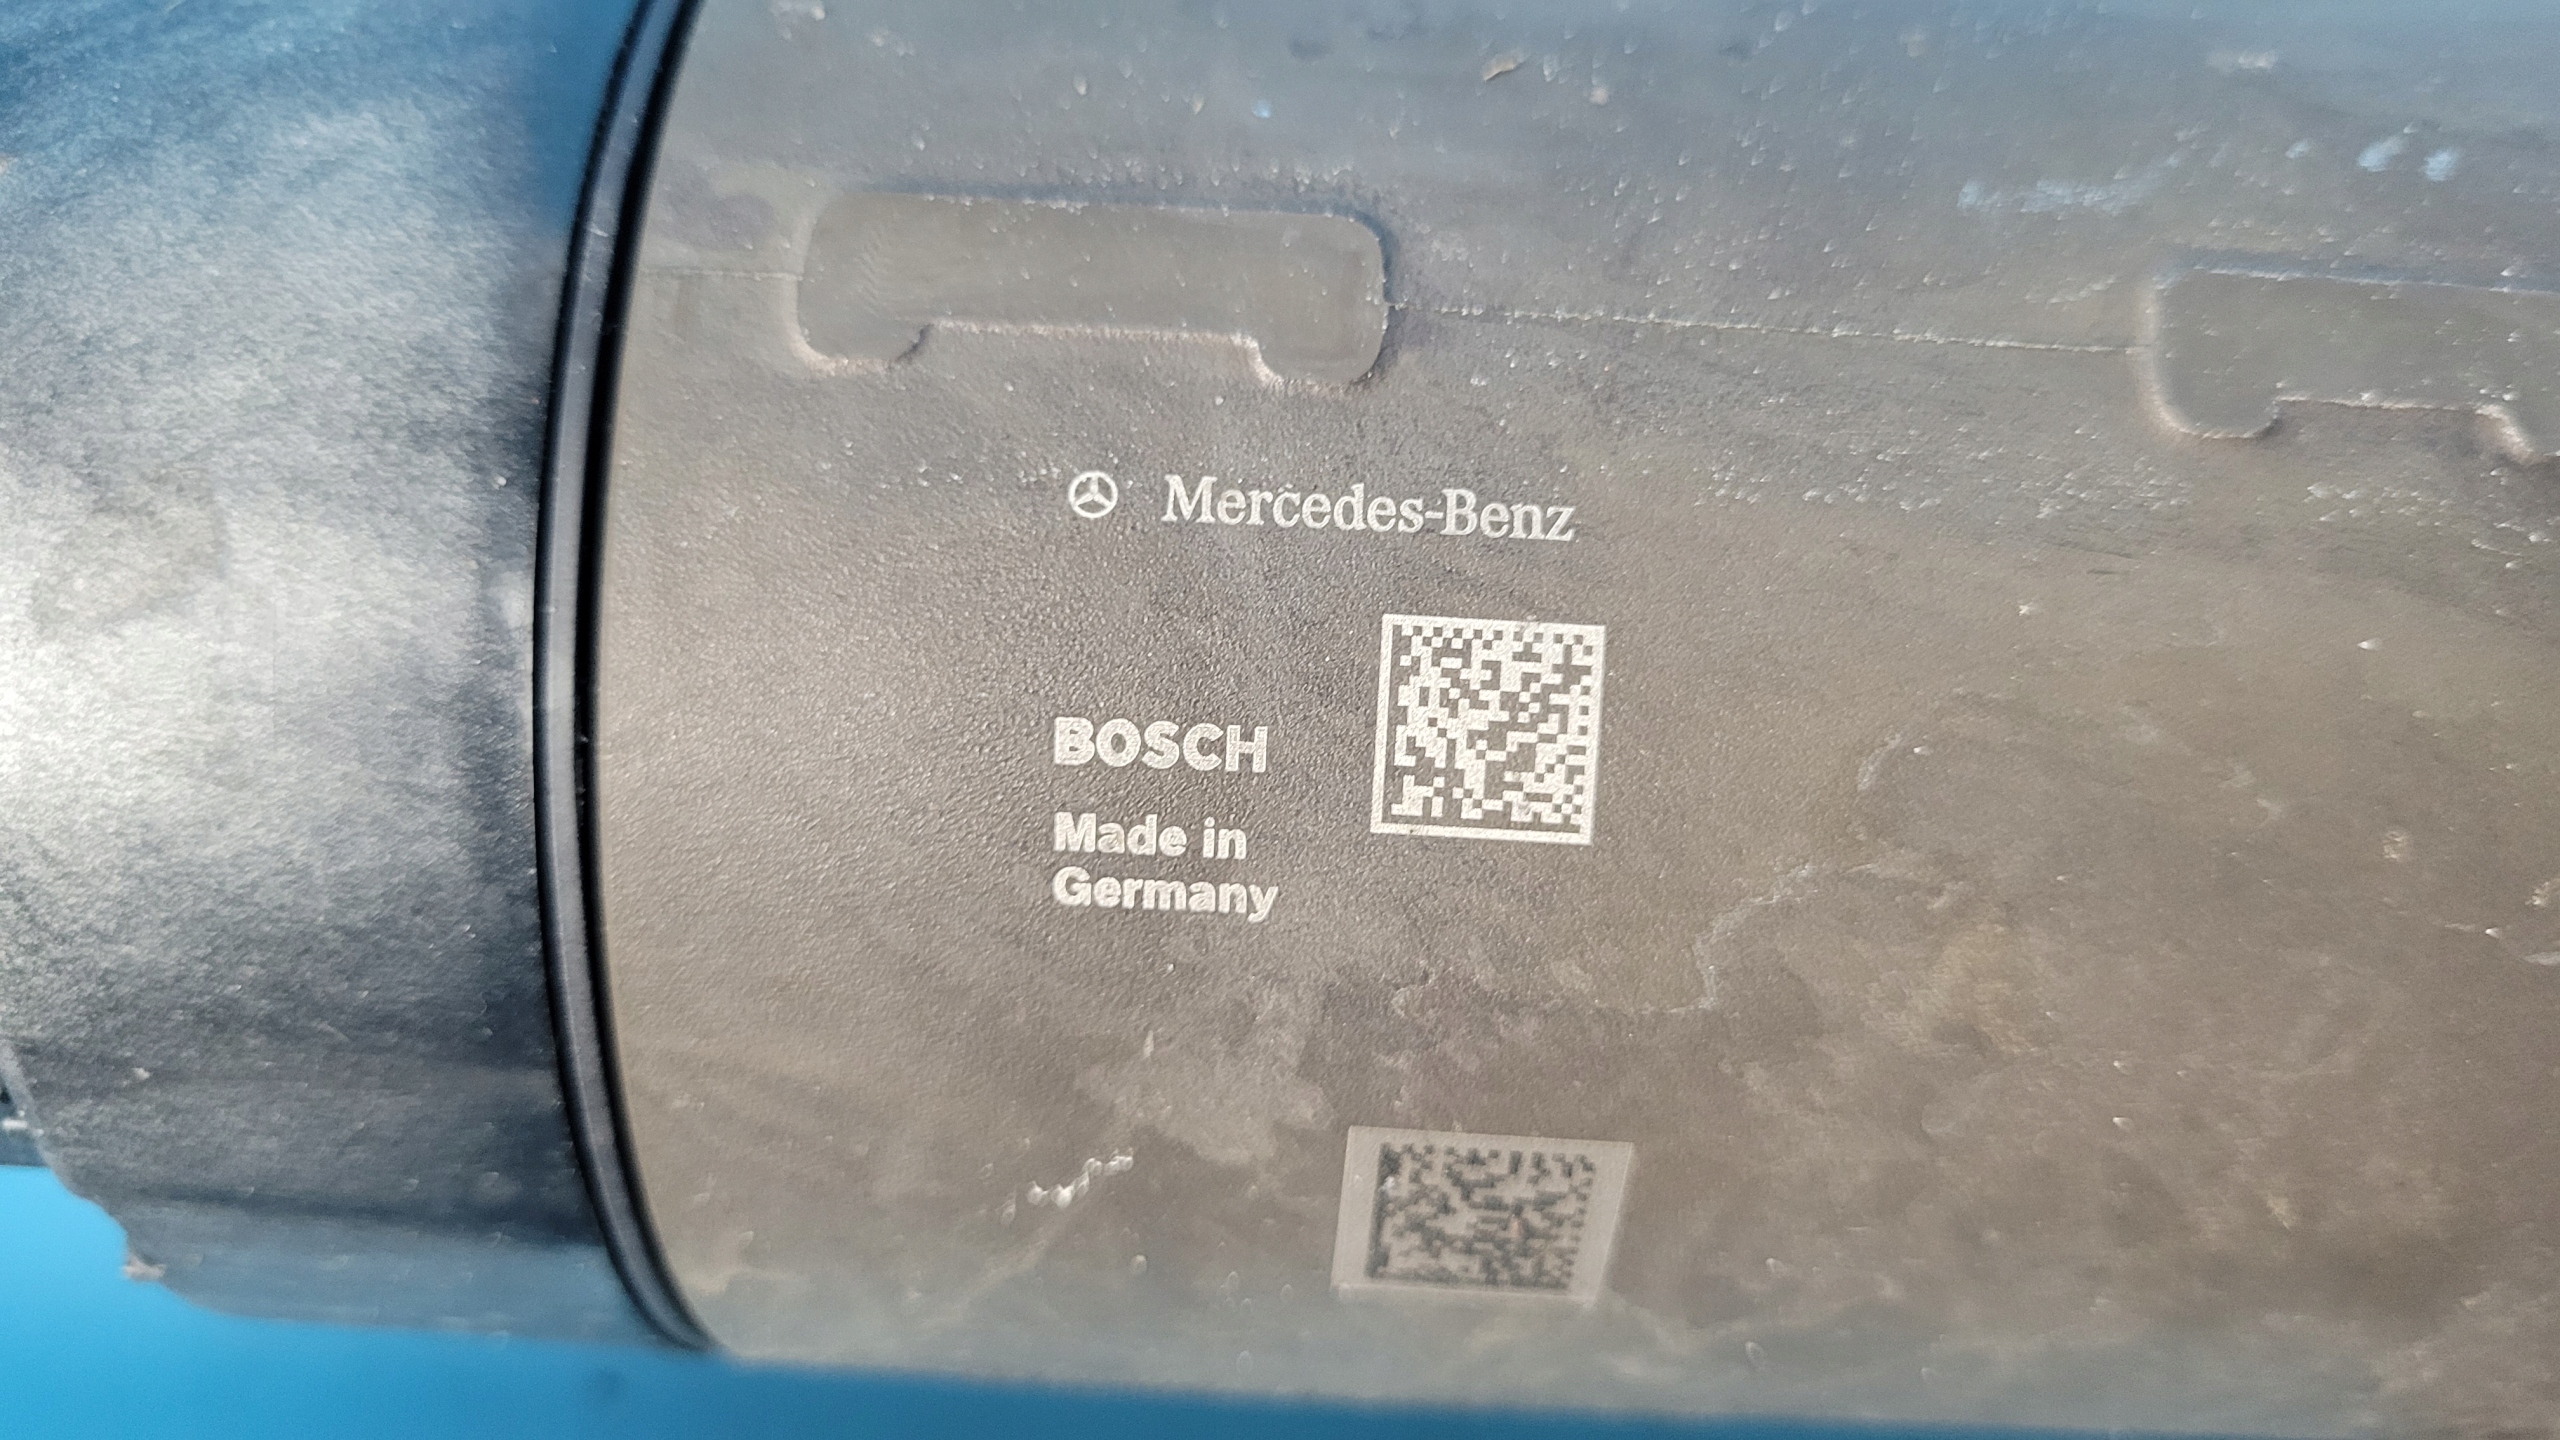 Mercedes-Benz
BOSCH
Made in
Germany